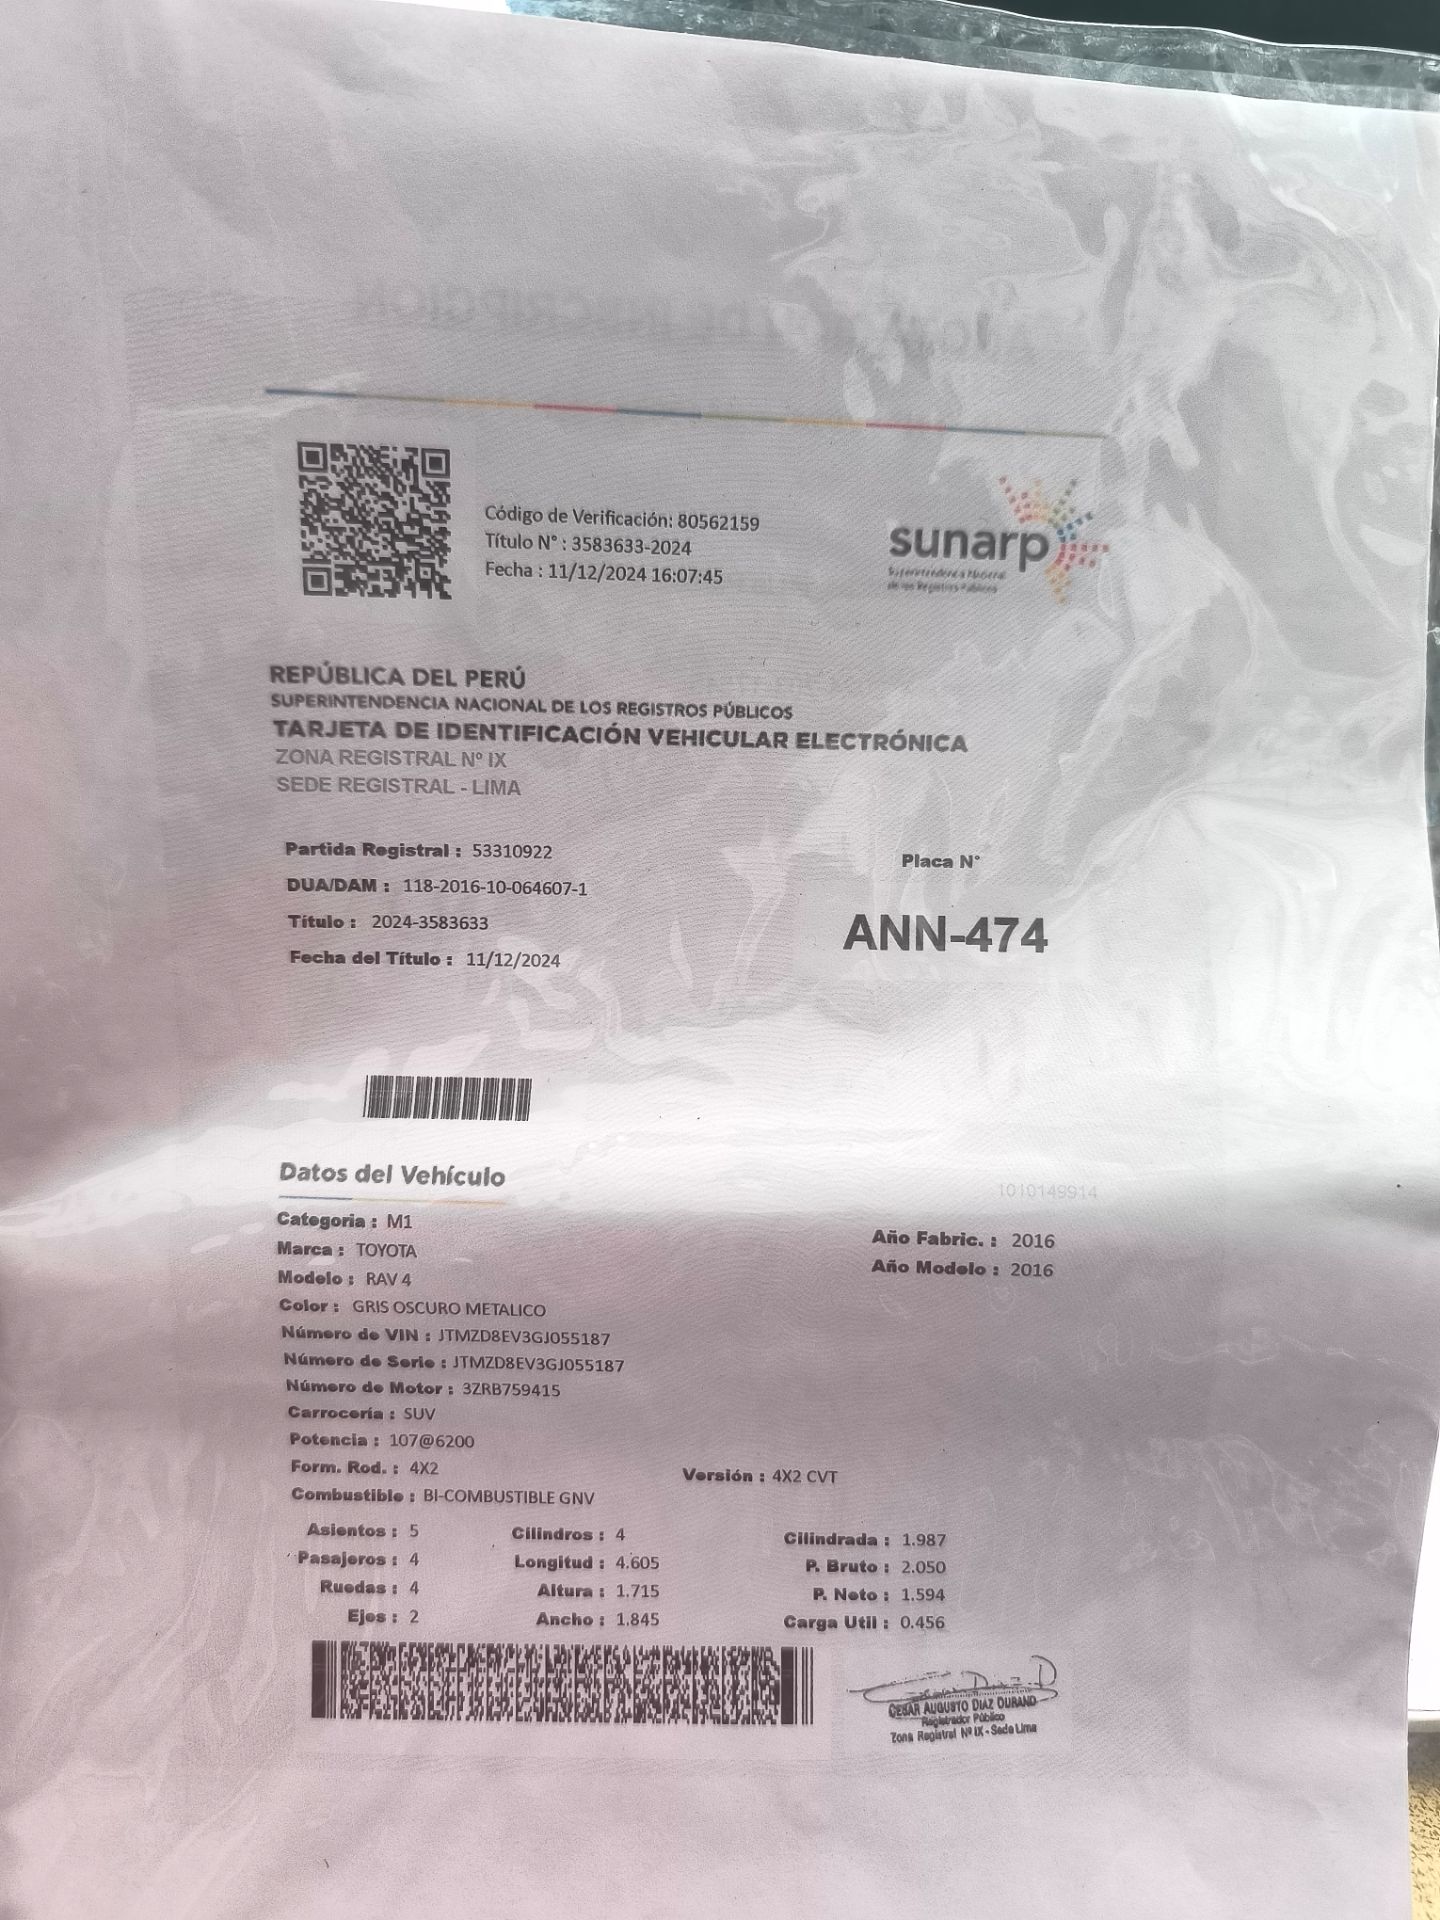 Código de Verificación: 80562159
Título N° : 3583633-2024
Fecha : 11/12/2024 16:07:45
sunarp
Superintendencia Nacional
de los Registros Públicos
REPÚBLICA DEL PERÚ
SUPERINTENDENCIA NACIONAL DE LOS REGISTROS PÚBLICOS
TARJETA DE IDENTIFICACIÓN VEHICULAR ELECTRÓNICA
ZONA REGISTRAL Nº IX
SEDE REGISTRAL - LIMA
Partida Registral : 53310922
DUA/DAM : 118-2016-10-064607-1
Título : 2024-3583633
Fecha del Título : 11/12/2024
Placa N°
ANN-474
Datos del Vehículo
1010149914
Categoria : M1
Marca : TOYOTA
Modelo : RAV 4
Color : GRIS OSCURO METALICO
Número de VIN : JTMZD8EV3GJ055187
Número de Serie : JTMZD8EV3GJ055187
Número de Motor : 3ZRB759415
Carrocería : SUV
Potencia : 107@6200
Form. Rod. : 4X2
Combustible : BI-COMBUSTIBLE GNV
Año Fabric. : 2016
Año Modelo : 2016
Versión : 4X2 CVT
Asientos : 5 Cilindros : 4 Cilindrada : 1.987
Pasajeros : 4 Longitud : 4.605 P. Bruto : 2.050
Ruedas : 4 Altura : 1.715 P. Neto : 1.594
Ejes : 2 Ancho : 1.845 Carga Util : 0.456
CESAR AUGUSTO DIAZ DURAND
Registrador Público
Zona Registral Nº IX - Sede Lima